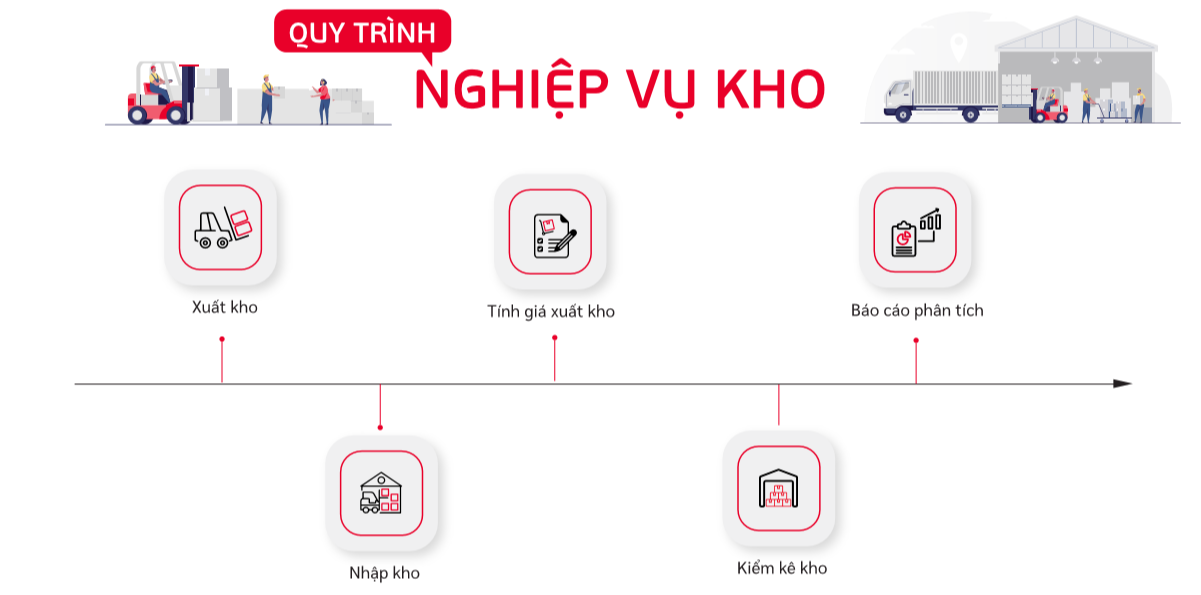 QUY TRÌNH
NGHIỆP VỤ KHO
Xuất kho
Tính giá xuất kho
Báo cáo phân tích
Nhập kho
Kiểm kê kho